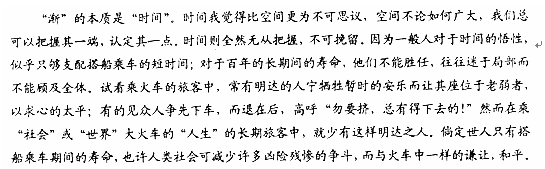 “渐”的本质是“时间”。时间我觉得比空间更为不可思议，空间不论如何广大，我们总
可以把握其一端，认定其一点。时间则全然无从把握，不可挽留。因为一般人对于时间的悟性，
似乎只够支配搭船乘车的短时间；对于百年的长期间的寿命，他们不能胜任，往往迷于局部而
不能顾及全体。试看乘火车的旅客中，常有明达的人宁牺牲暂时的安乐而让其座位于老弱者，
以求心的太平；有的见众人争先下车，而退在后，高呼“勿要挤，总有得下去的！”然而在乘
“社会”或“世界”大火车的“人生”的长期旅客中，就少有这样明达之人。倘定世人只有搭
船乘车期间的寿命，也许人类社会可减少许多凶险残惨的争斗，而与火车中一样的谦让，和平。